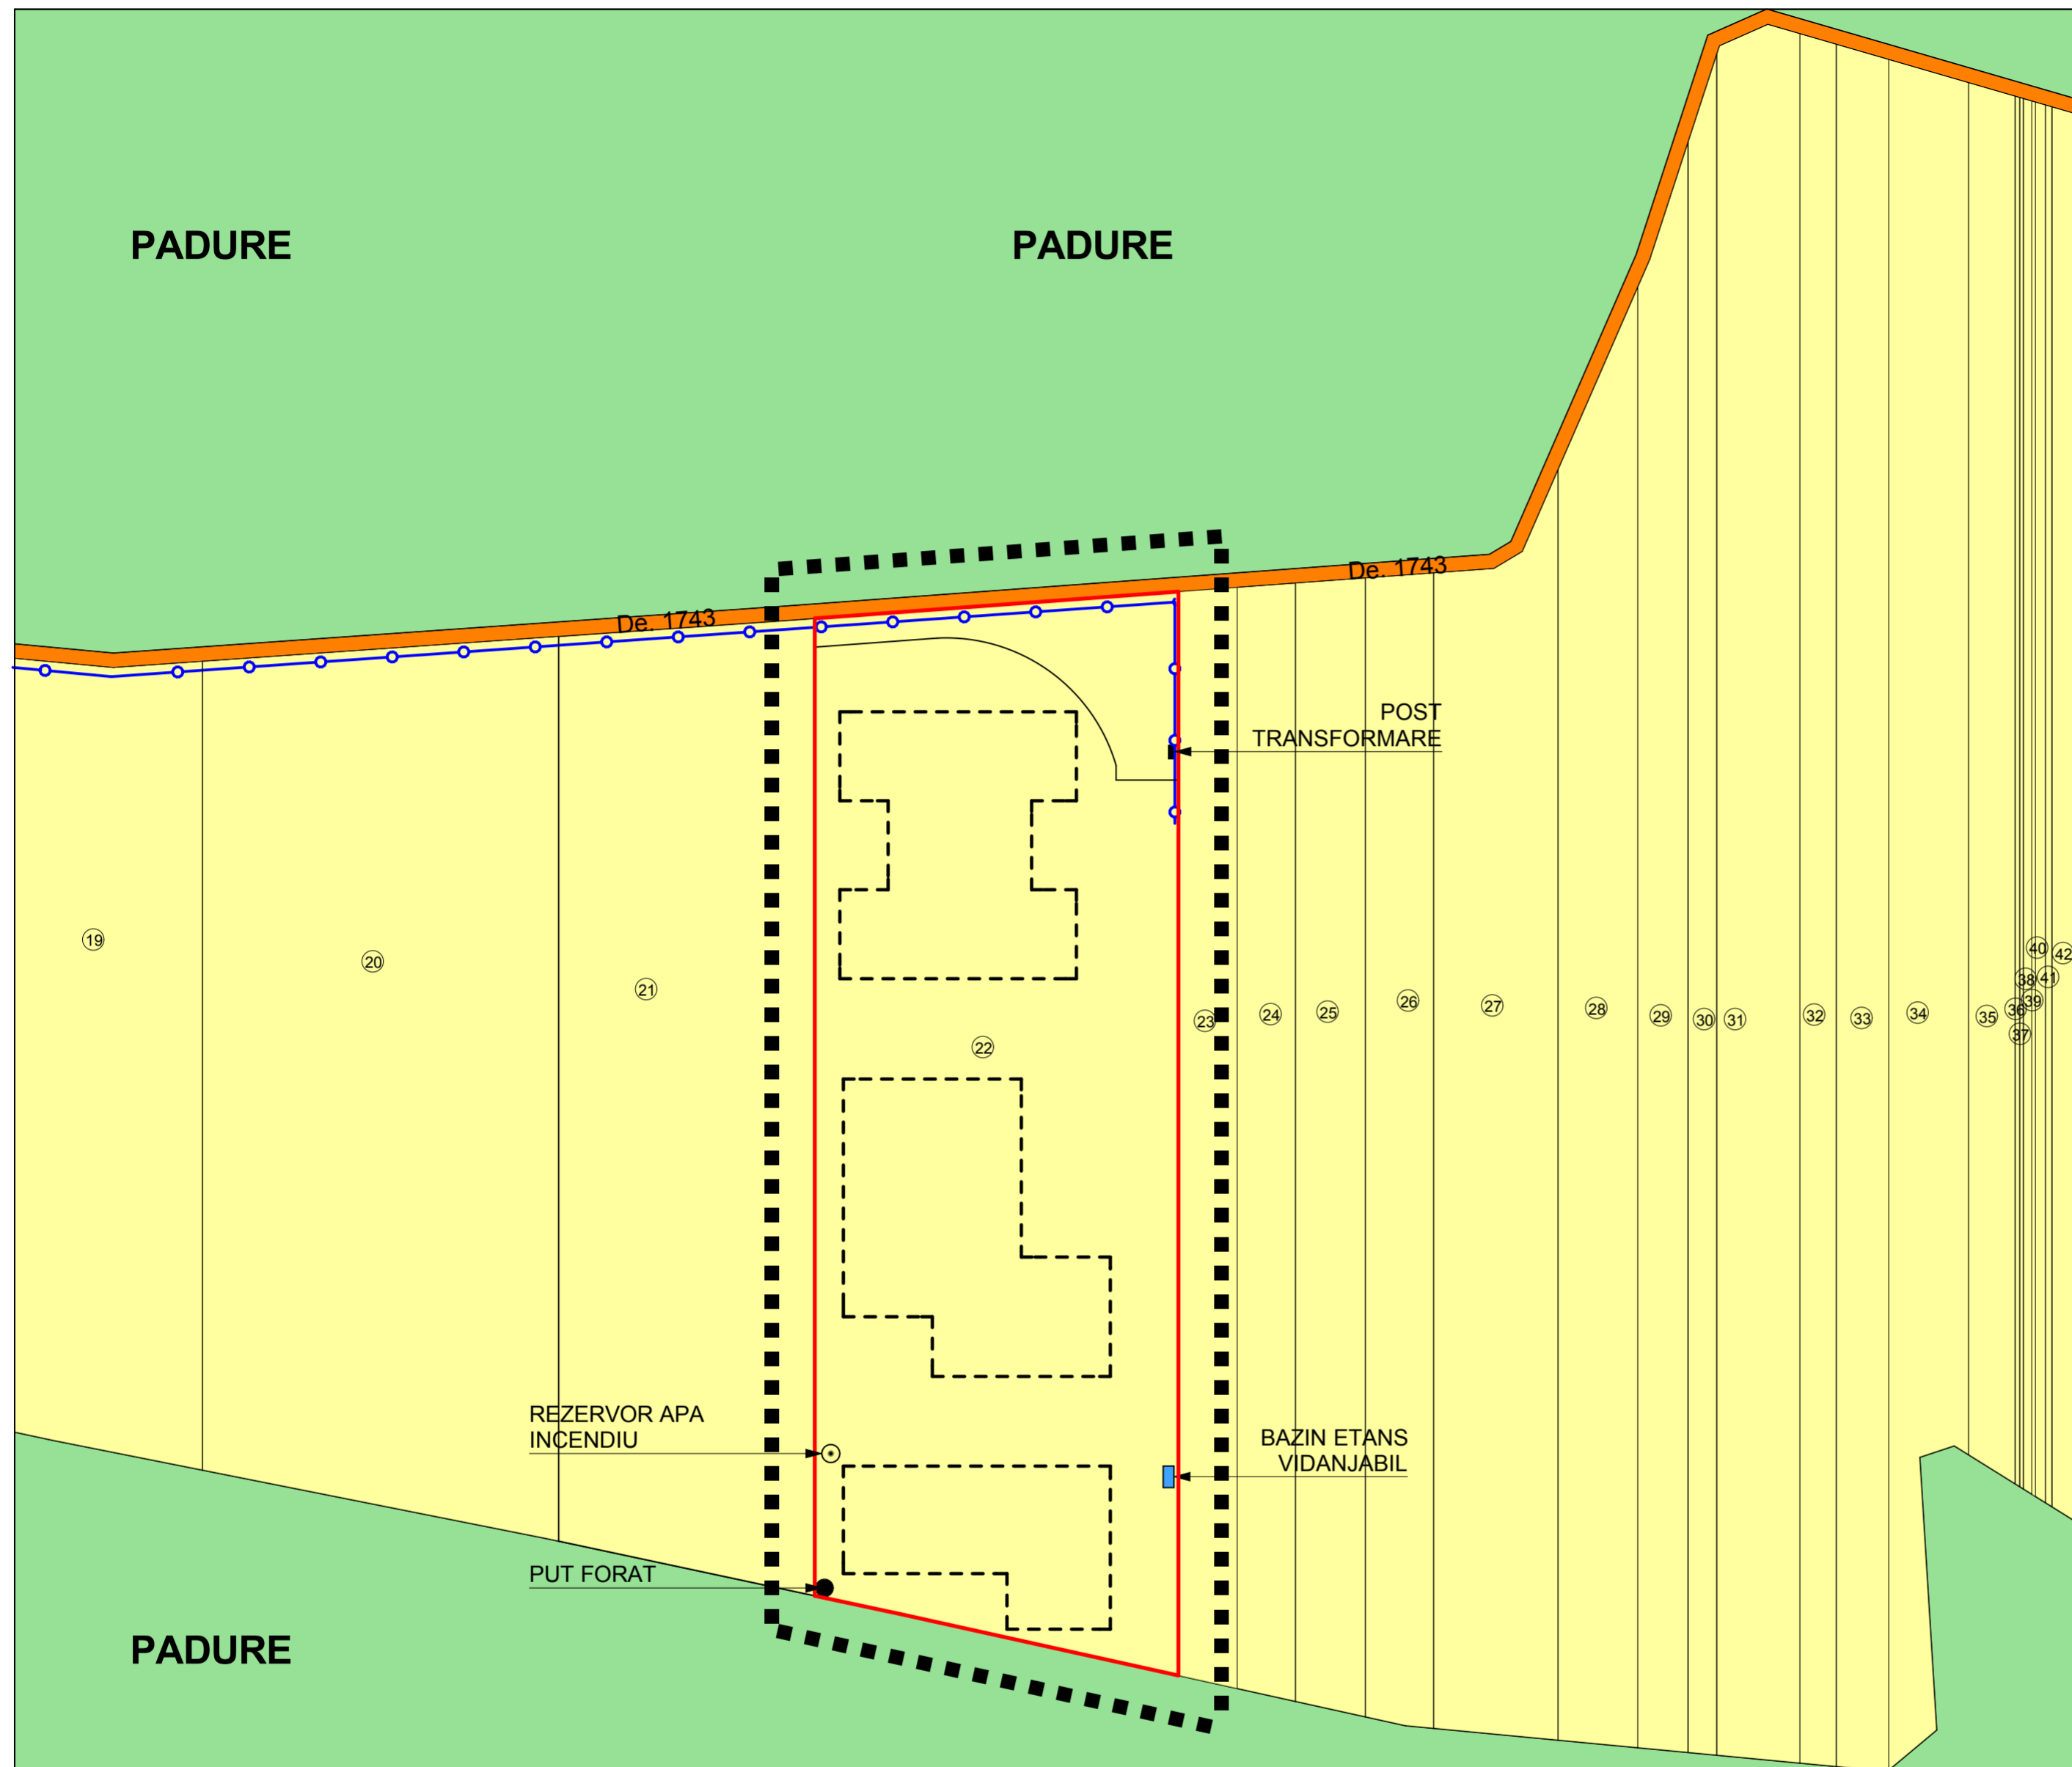 PADURE
PADURE
De. 1743
De. 1743
POST
TRANSFORMARE
19
20
21
22
23
24
25
26
27
28
29
30
31
32
33
34
35
36
37
38
39
40
41
42
REZERVOR APA
INCENDIU
BAZIN ETANS
VIDANJABIL
PUT FORAT
PADURE